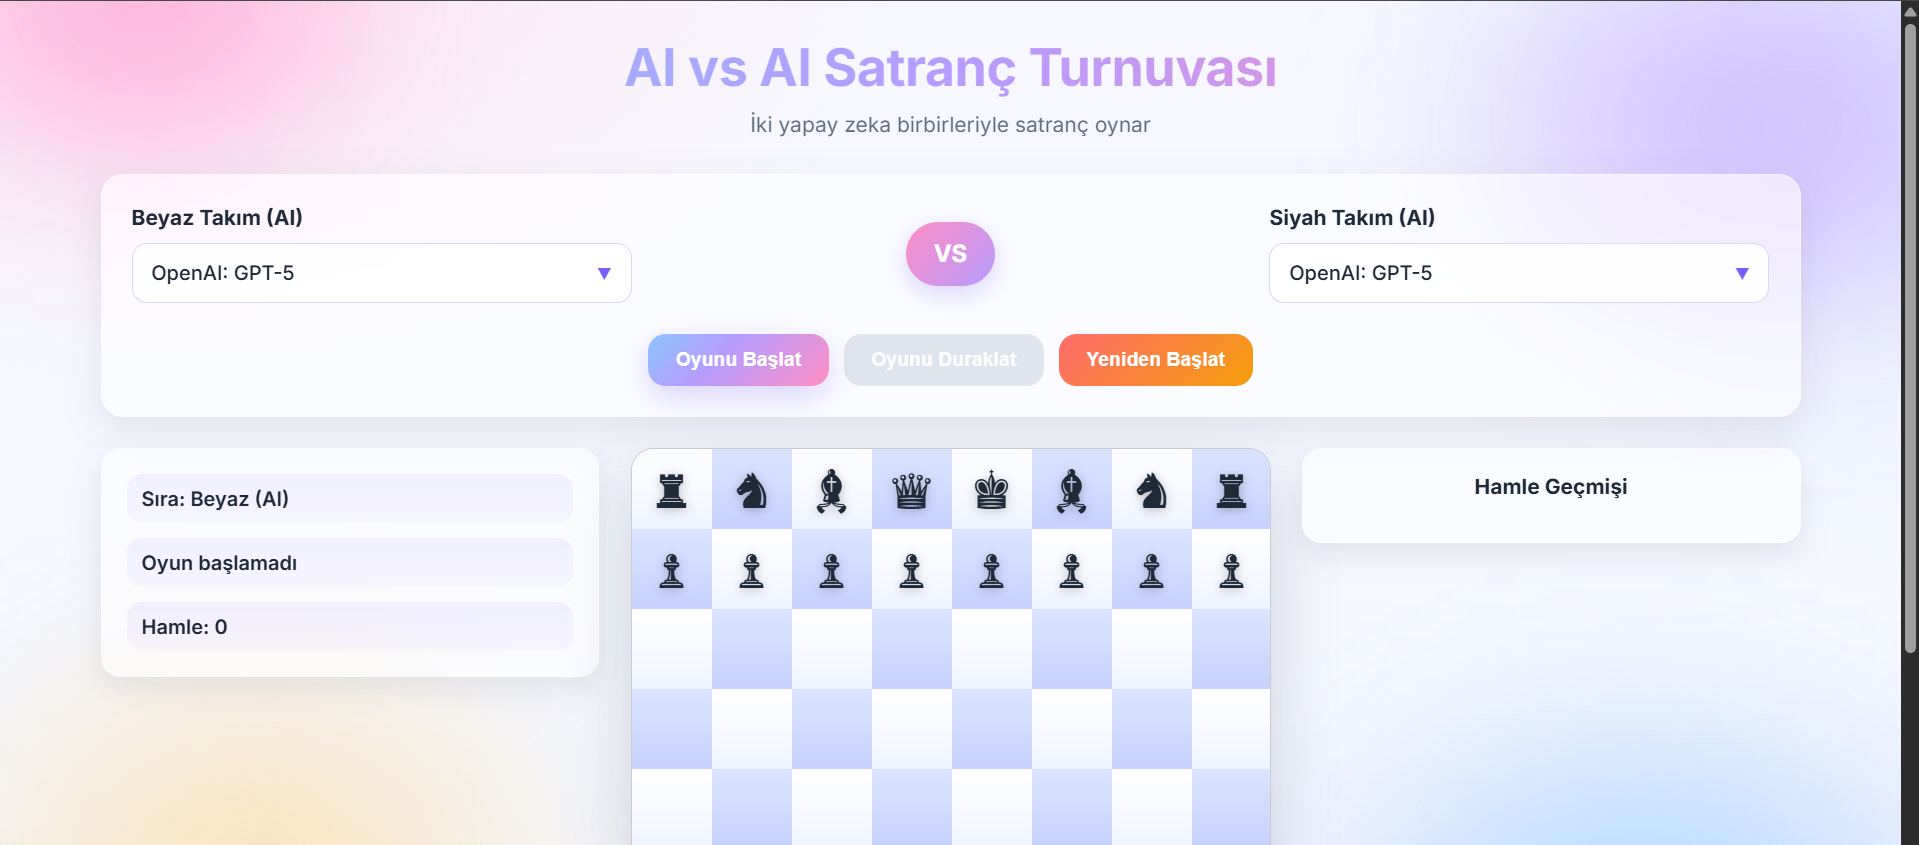 AI vs AI Satranç Turnuvası
İki yapay zeka birbirleriyle satranç oynar
Beyaz Takım (AI)
OpenAI: GPT-5
VS
Siyah Takım (AI)
OpenAI: GPT-5
Oyunu Başlat
Oyunu Duraklat
Yeniden Başlat
Sıra: Beyaz (AI)
Oyun başlamadı
Hamle: 0
Hamle Geçmişi